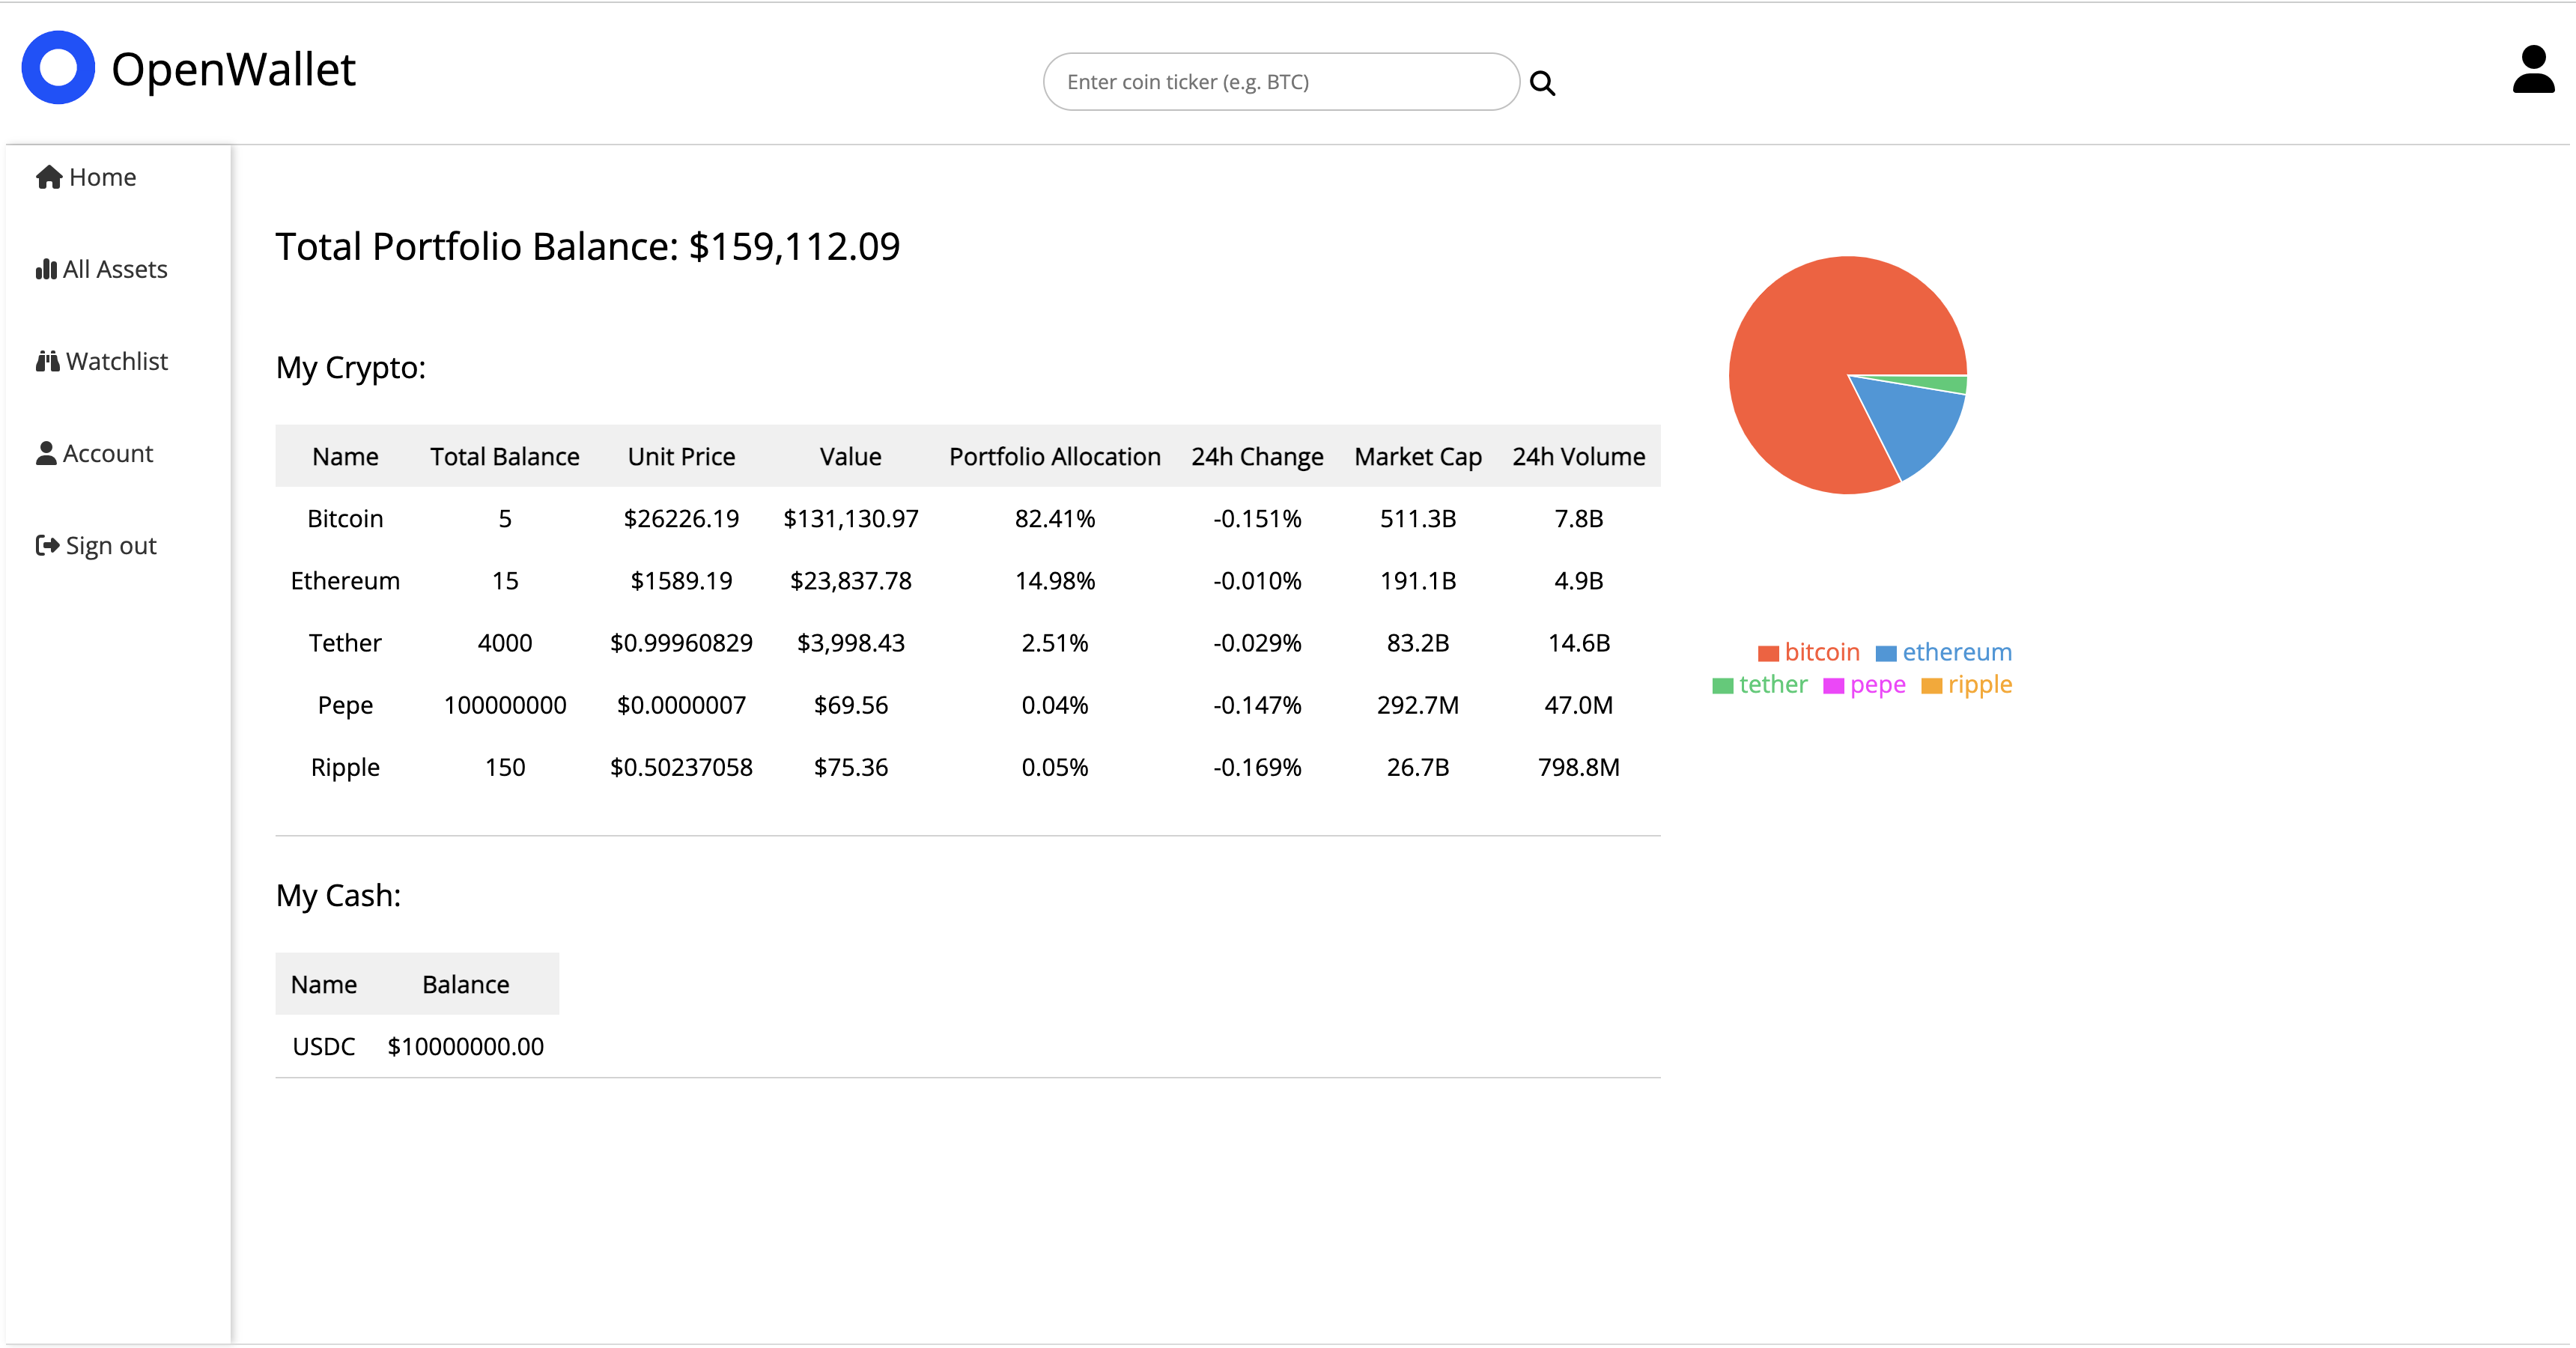 OpenWallet
Enter coin ticker (e.g. BTC)
Home
All Assets
Watchlist
Account
Sign out
Total Portfolio Balance: $159,112.09
My Crypto:
Name Total Balance Unit Price Value Portfolio Allocation 24h Change Market Cap 24h Volume
Bitcoin 5 $26226.19 $131,130.97 82.41% -0.151% 511.3B 7.8B
Ethereum 15 $1589.19 $23,837.78 14.98% -0.010% 191.1B 4.9B
Tether 4000 $0.99960829 $3,998.43 2.51% -0.029% 83.2B 14.6B
Pepe 100000000 $0.0000007 $69.56 0.04% -0.147% 292.7M 47.0M
Ripple 150 $0.50237058 $75.36 0.05% -0.169% 26.7B 798.8M
bitcoin ethereum
tether pepe ripple
My Cash:
Name Balance
USDC $10000000.00